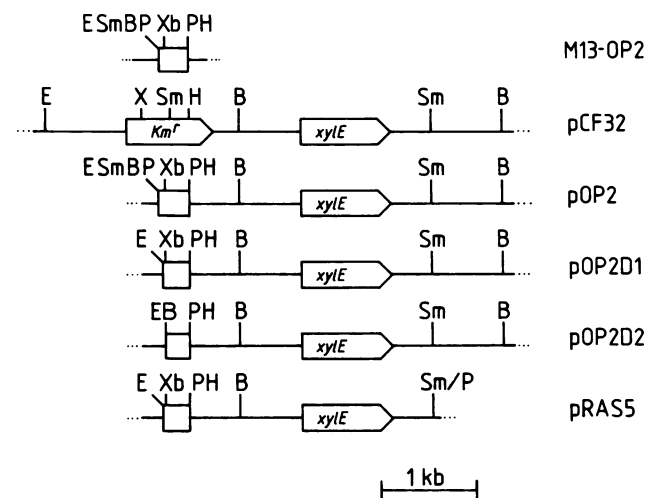 ESmBP Xb PH
M13-OP2
E X Sm H B Sm B
Kmr xylE
pCF32
ESmBP Xb PH B Sm B
xylE
pOP2
E Xb PH B Sm B
xylE
pOP2D1
EB PH B Sm B
xylE
pOP2D2
E Xb PH B Sm/P
xylE
pRAS5
1 kb